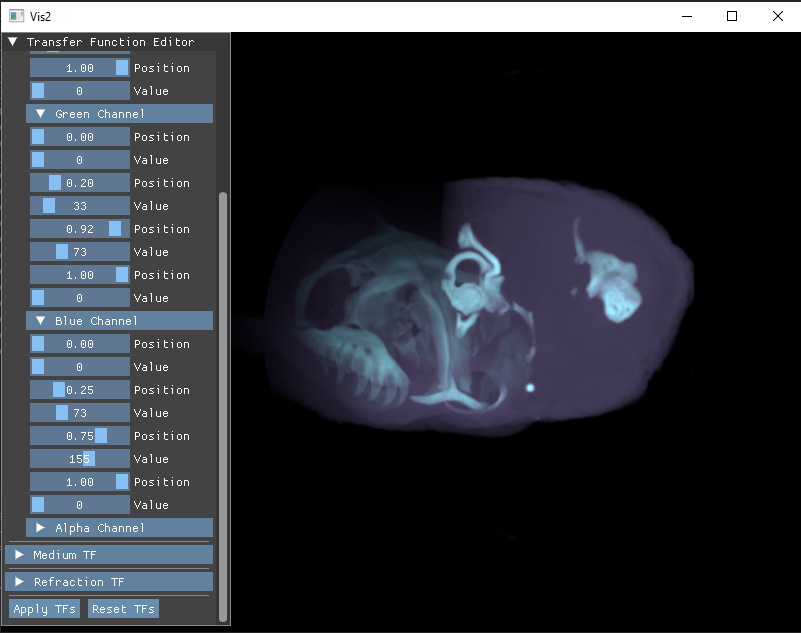 Vis2
Transfer Function Editor
1.00 Position
0 Value
Green Channel
0.00 Position
0 Value
0.20 Position
33 Value
0.92 Position
73 Value
1.00 Position
0 Value
Blue Channel
0.00 Position
0 Value
0.25 Position
73 Value
0.75 Position
155 Value
1.00 Position
0 Value
Alpha Channel
Medium TF
Refraction TF
Apply TFs Reset TFs